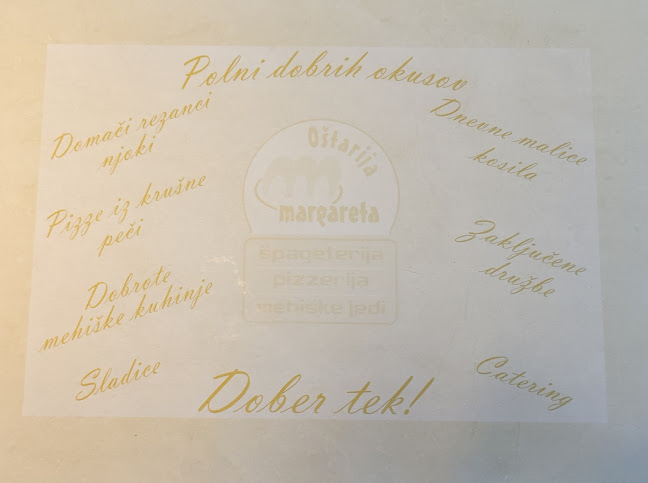 Polni dobrih okusov
Domači rezanci
njoki
Pizze iz krušne
peči
Dobrote
mehiške kuhinje
Sladice
Oštarija
margareta
špageterija
pizzerija
mehiške jedi
Dnevne malice
kosila
Zaključene
družbe
Catering
Dober tek!